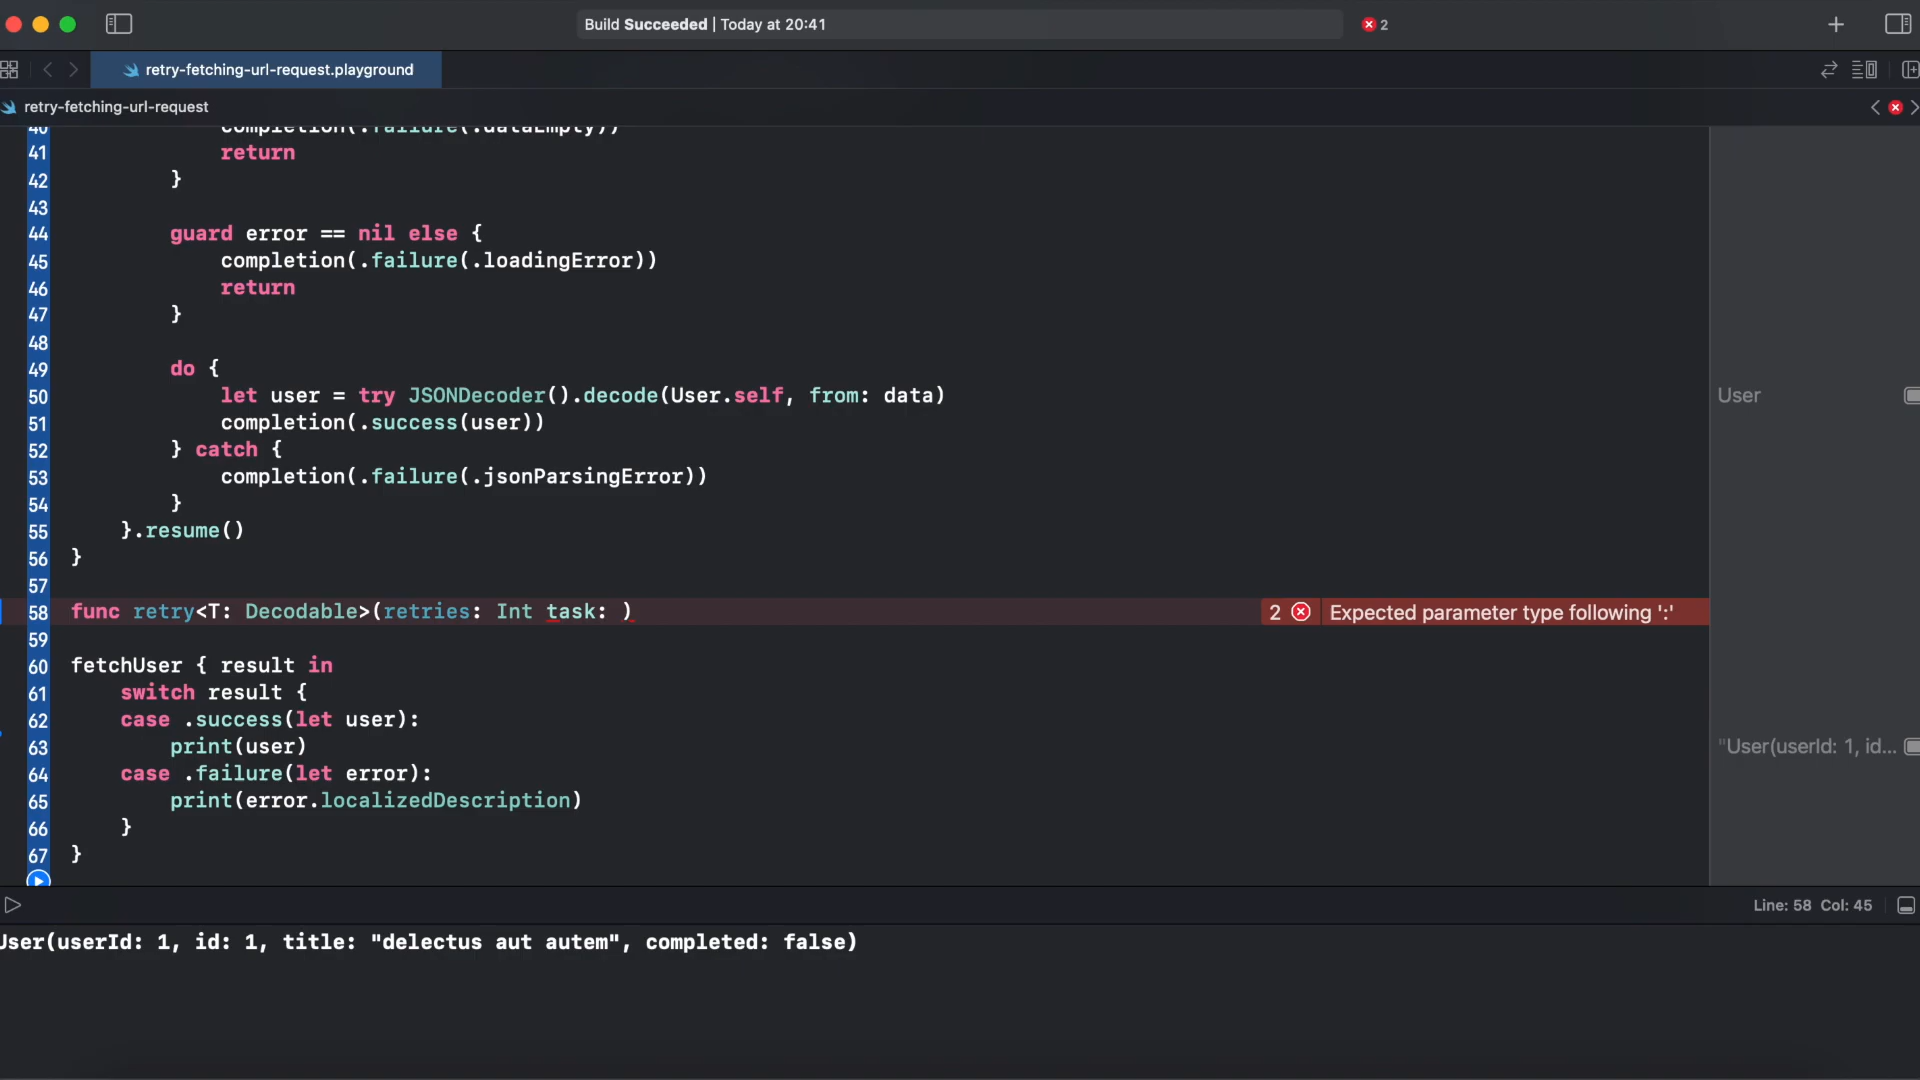 Build Succeeded | Today at 20:41
2
retry-fetching-url-request.playground
retry-fetching-url-request
40 completion(.failure(.dataEmpty))
41 return
42 }
43
44 guard error == nil else {
45 completion(.failure(.loadingError))
46 return
47 }
48
49 do {
50 let user = try JSONDecoder().decode(User.self, from: data)
User
51 completion(.success(user))
52 } catch {
53 completion(.failure(.jsonParsingError))
54 }
55 }.resume()
56 }
57
58 func retry<T: Decodable>(retries: Int task: )
2 Expected parameter type following ':'
59
60 fetchUser { result in
61 switch result {
62 case .success(let user):
63 print(user)
"User(userId: 1, id...
64 case .failure(let error):
65 print(error.localizedDescription)
66 }
67 }
Line: 58 Col: 45
User(userId: 1, id: 1, title: "delectus aut autem", completed: false)